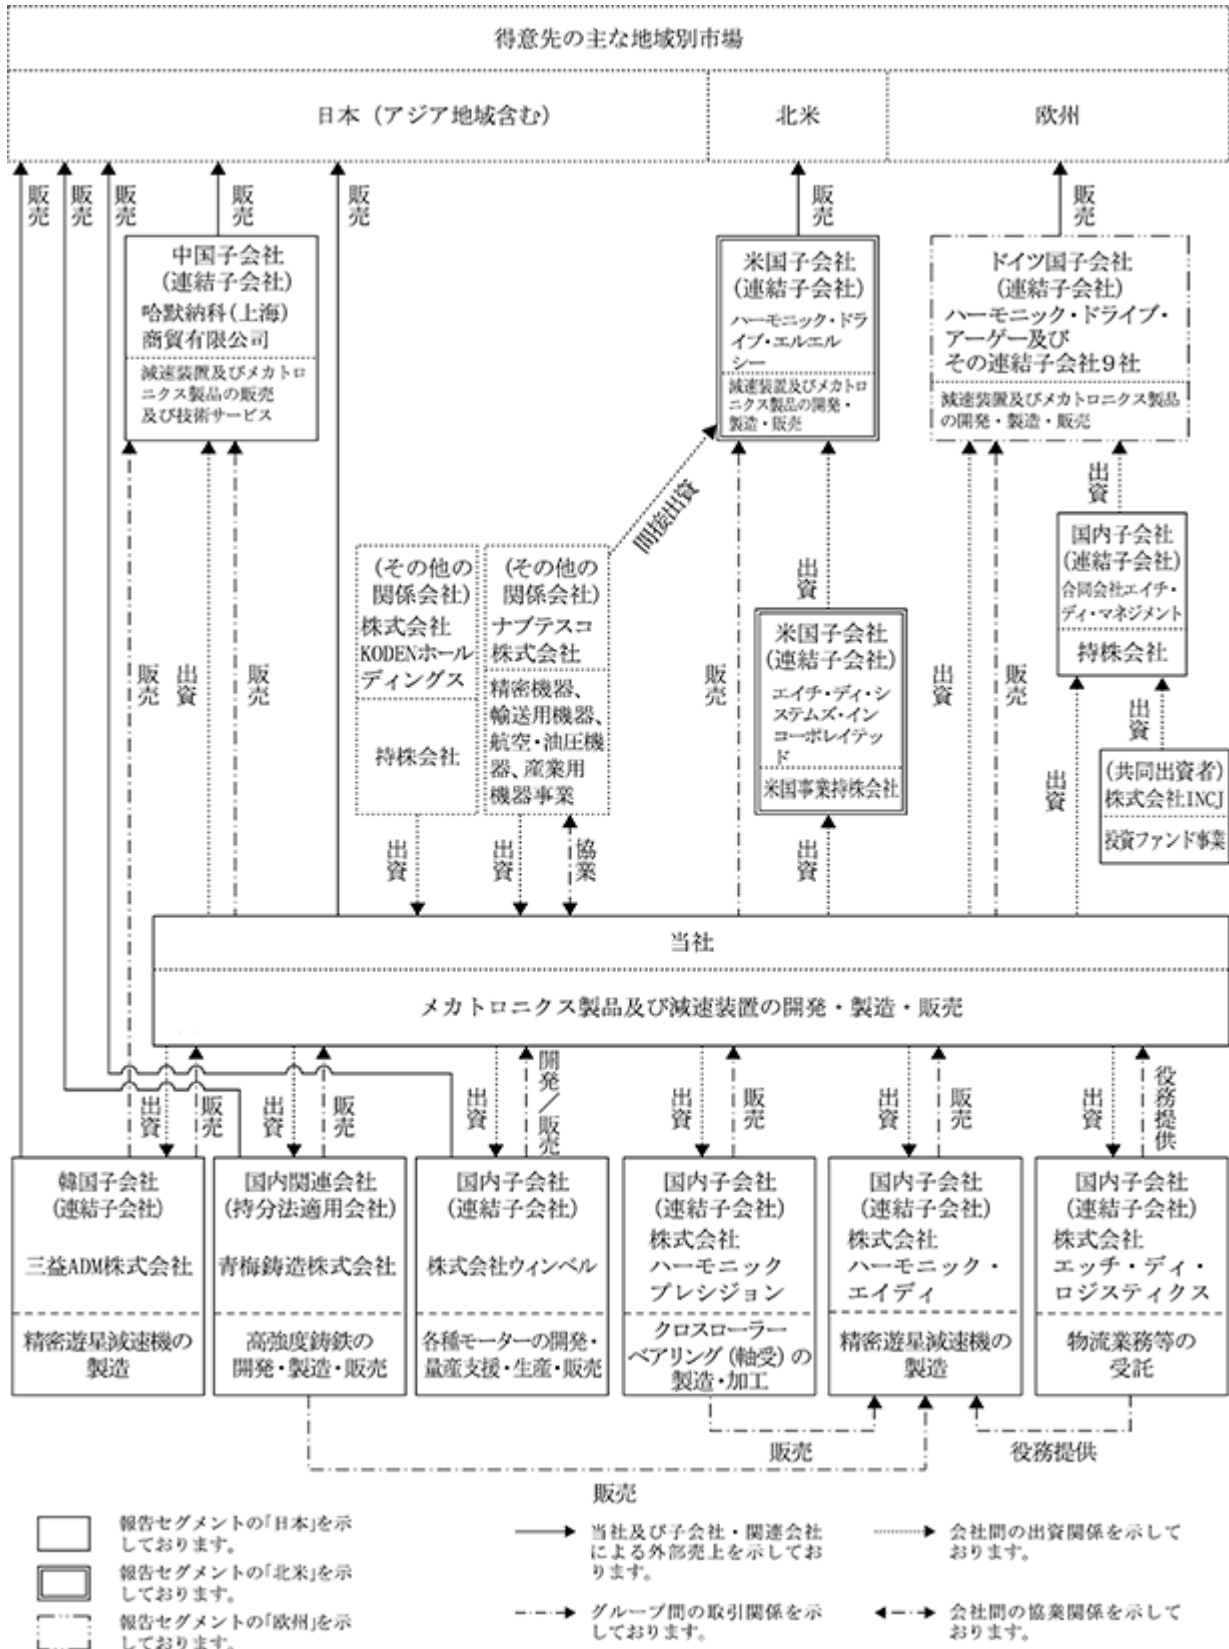 得意先の主な地域別市場
日本（アジア地域含む）
北米
欧州
販売
販売
販売
販売
販売
販売
販売
中国子会社
(連結子会社)
哈默納科(上海)
商貿有限公司
減速装置及びメカトロ
ニクス製品の販売
及び技術サービス
米国子会社
(連結子会社)
ハーモニック・ドラ
イブ・エルエル
シー
減速装置及びメカトロ
ニクス製品の開発・
製造・販売
ドイツ国子会社
(連結子会社)
ハーモニック・ドライブ・
アーゲー及び
その連結子会社９社
減速装置及びメカトロニクス製品
の開発・製造・販売
間接出資
出資
国内子会社
(連結子会社)
合同会社エイチ・
ディ・マネジメント
持株会社
(その他の
関係会社)
株式会社
KODENホール
ディングス
持株会社
(その他の
関係会社)
ナブテスコ
株式会社
精密機器、
輸送用機器、
航空・油圧機
器、産業用
機器事業
出資
米国子会社
(連結子会社)
エイチ・ディ・シ
ステムズ・イン
コーポレイテッ
ド
米国事業持株会社
販売
出資
販売
販売
出資
販売
出資
出資
(共同出資者)
株式会社INCJ
投資ファンド事業
出資
出資
協業
出資
当社
メカトロニクス製品及び減速装置の開発・製造・販売
出資
販売
出資
販売
出資
開発／販売
出資
販売
出資
販売
出資
役務提供
韓国子会社
(連結子会社)
三益ADM株式会社
精密遊星減速機の
製造
国内関連会社
(持分法適用会社)
青梅鋳造株式会社
高強度鋳鉄の
開発・製造・販売
国内子会社
(連結子会社)
株式会社ウィンベル
各種モーターの開発・
量産支援・生産・販売
国内子会社
(連結子会社)
株式会社
ハーモニック
プレシジョン
クロスローラー
ベアリング(軸受)の
製造・加工
国内子会社
(連結子会社)
株式会社
ハーモニック・
エイディ
精密遊星減速機の
製造
国内子会社
(連結子会社)
株式会社
エッチ・ディ・
ロジスティクス
物流業務等の
受託
販売
役務提供
販売
報告セグメントの「日本」を示
しております。
報告セグメントの「北米」を示
しております。
報告セグメントの「欧州」を示
しております。
当社及び子会社・関連会社
による外部売上を示してお
ります。
グループ間の取引関係を示
しております。
会社間の出資関係を示して
おります。
会社間の協業関係を示して
おります。